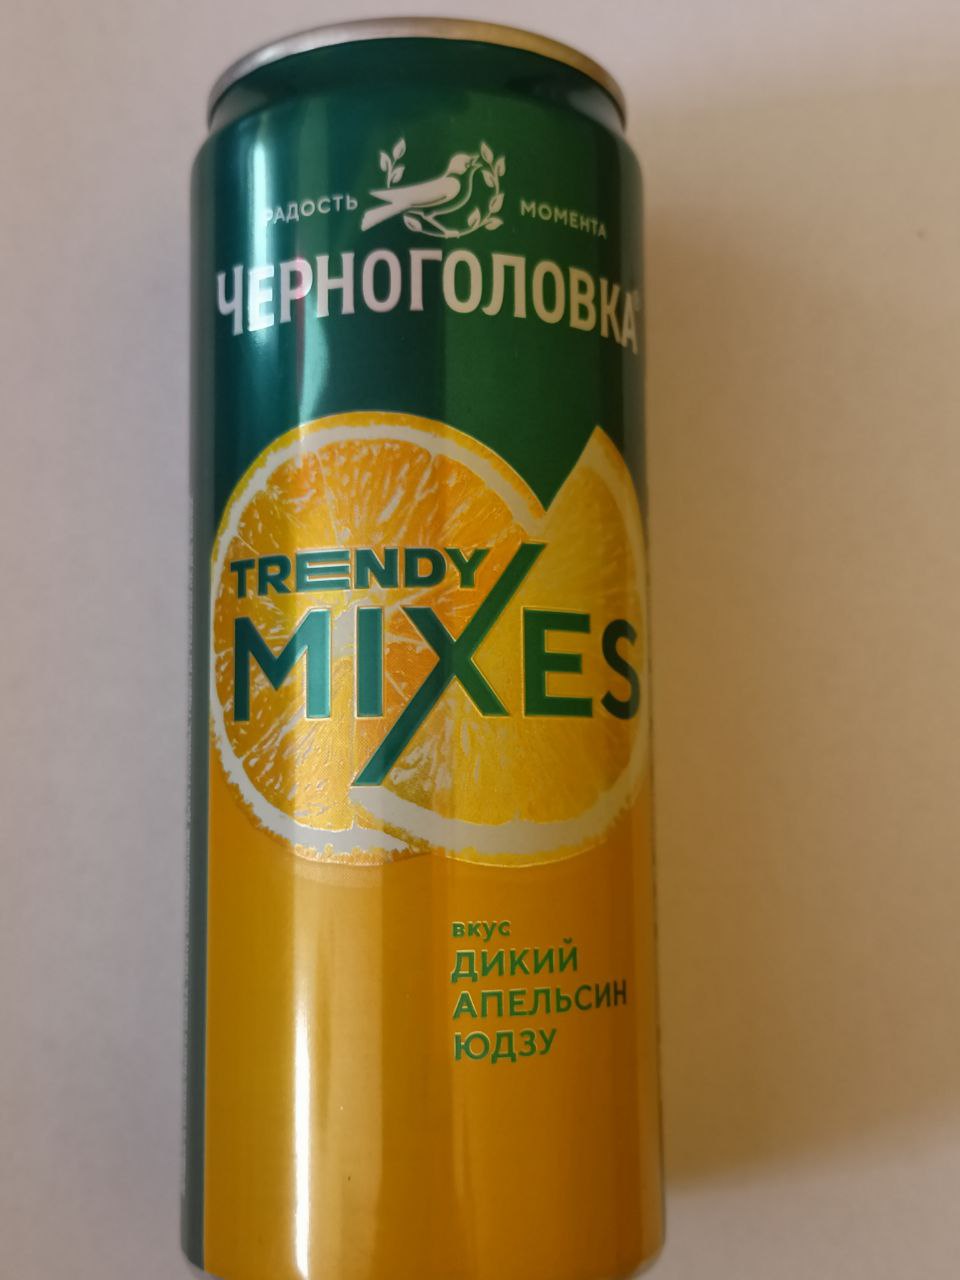 РАДОСТЬ МОМЕНТА
ЧЕРНОГОЛОВКА
TRENDY
MIXES
вкус
ДИКИЙ
АПЕЛЬСИН
ЮДЗУ